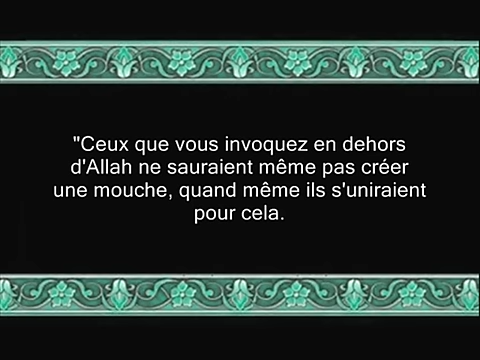 "Ceux que vous invoquez en dehors
d'Allah ne sauraient même pas créer
une mouche, quand même ils s'uniraient
pour cela.